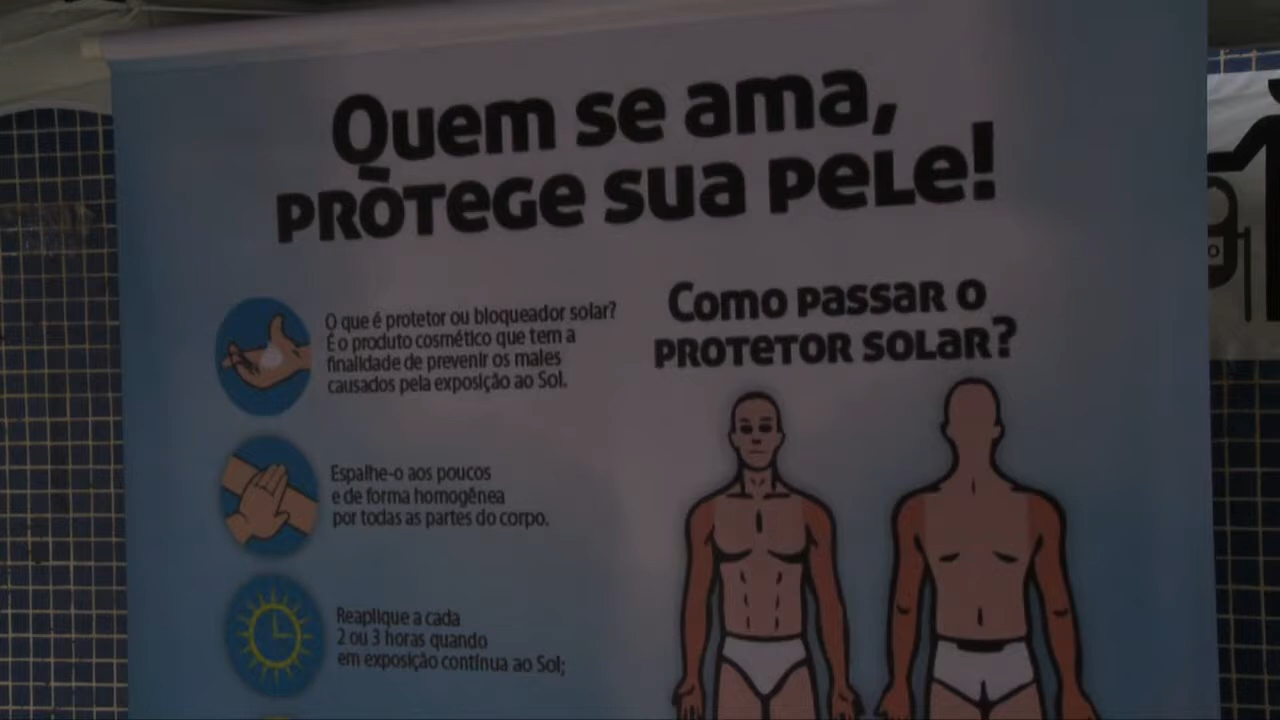 Quem se ama,
PROTEGE SUA PELE!
O que é protetor ou bloqueador solar?
É o produto cosmético que tem a
finalidade de prevenir os males
causados pela exposição ao Sol.
Espalhe-o aos poucos
e de forma homogênea
por todas as partes do corpo.
Reaplique a cada
2 ou 3 horas quando
em exposição contínua ao Sol;
Como PASSAR O
PROTETOR SOLAR?